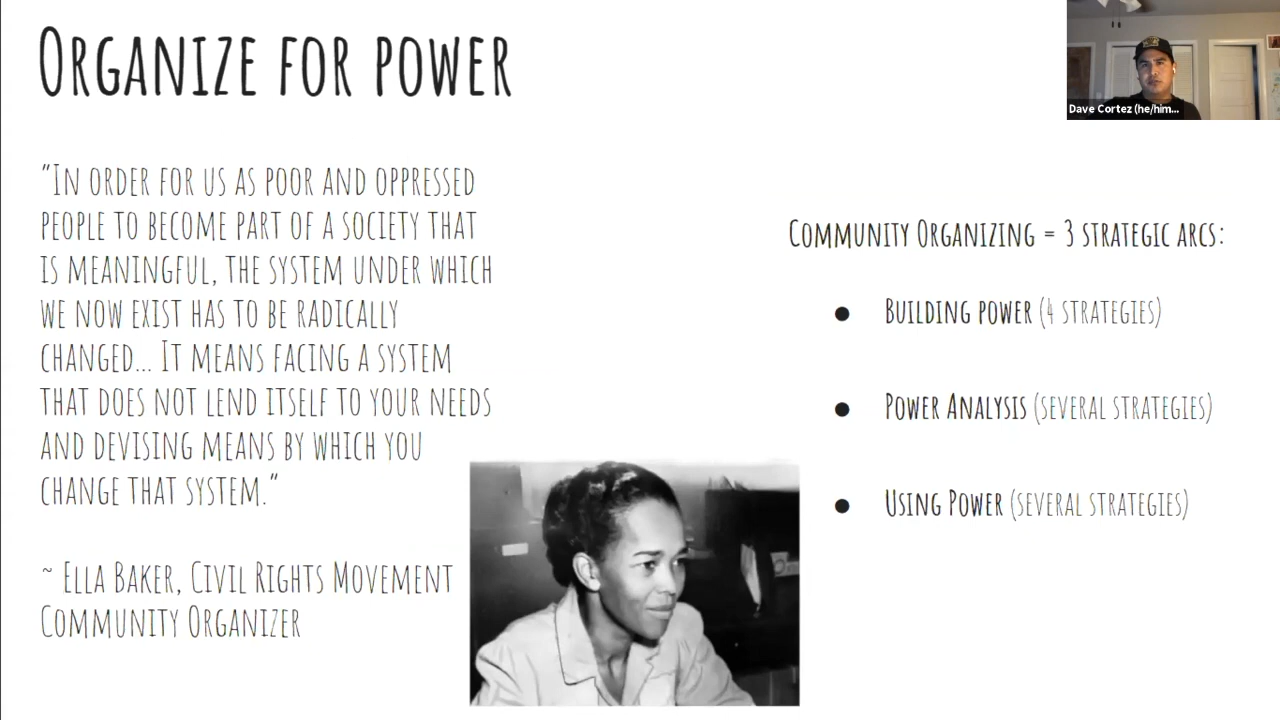 ORGANIZE FOR POWER
Dave Cortez (he/him...
"IN ORDER FOR US AS POOR AND OPPRESSED
PEOPLE TO BECOME PART OF A SOCIETY THAT
IS MEANINGFUL, THE SYSTEM UNDER WHICH
WE NOW EXIST HAS TO BE RADICALLY
CHANGED... IT MEANS FACING A SYSTEM
THAT DOES NOT LEND ITSELF TO YOUR NEEDS
AND DEVISING MEANS BY WHICH YOU
CHANGE THAT SYSTEM."
~ ELLA BAKER, CIVIL RIGHTS MOVEMENT
COMMUNITY ORGANIZER
COMMUNITY ORGANIZING = 3 STRATEGIC ARCS:
● BUILDING POWER (4 STRATEGIES)
● POWER ANALYSIS (SEVERAL STRATEGIES)
● USING POWER (SEVERAL STRATEGIES)